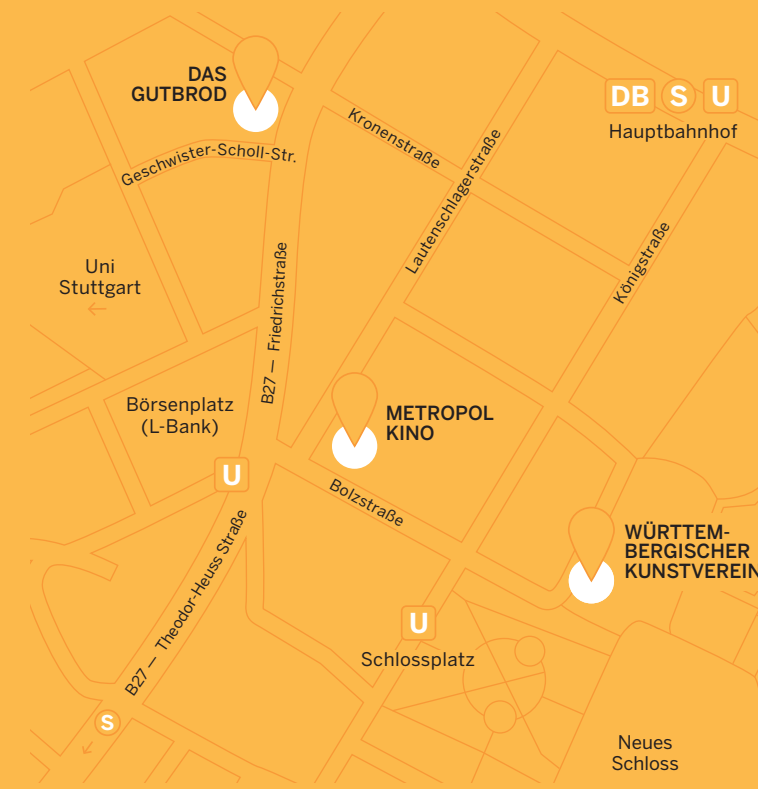 DAS
GUTBROD
DB S U
Hauptbahnhof
Kronenstraße
Geschwister-Scholl-Str.
Lautenschlagerstraße
Königstraße
Uni
Stuttgart
B27 — Friedrichstraße
Börsenplatz
(L-Bank)
METROPOL
KINO
U
Bolzstraße
WÜRTTEM-
BERGISCHER
KUNSTVEREIN
B27 — Theodor-Heuss Straße
U
Schlossplatz
S
Neues
Schloss